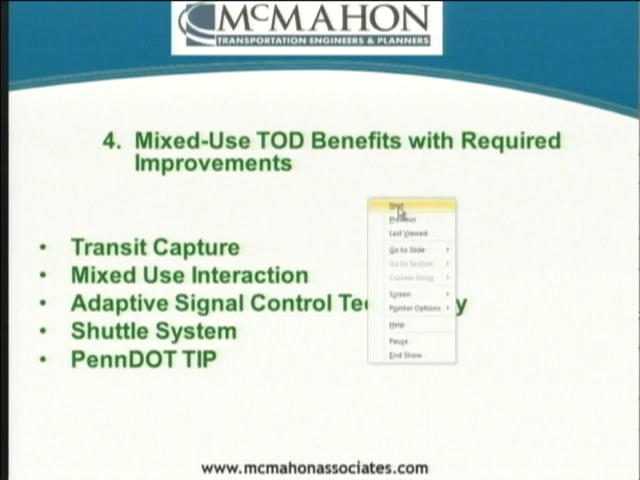 McMAHON
TRANSPORTATION ENGINEERS & PLANNERS
4. Mixed-Use TOD Benefits with Required
Improvements
• Transit Capture
• Mixed Use Interaction
• Adaptive Signal Control Te y
• Shuttle System
• PennDOT TIP
Next
Previous
Last Viewed
Go to Slide
Go to Section
Custom Show
Screen
Pointer Options
Help
Pause
End Show
www.mcmahonassociates.com